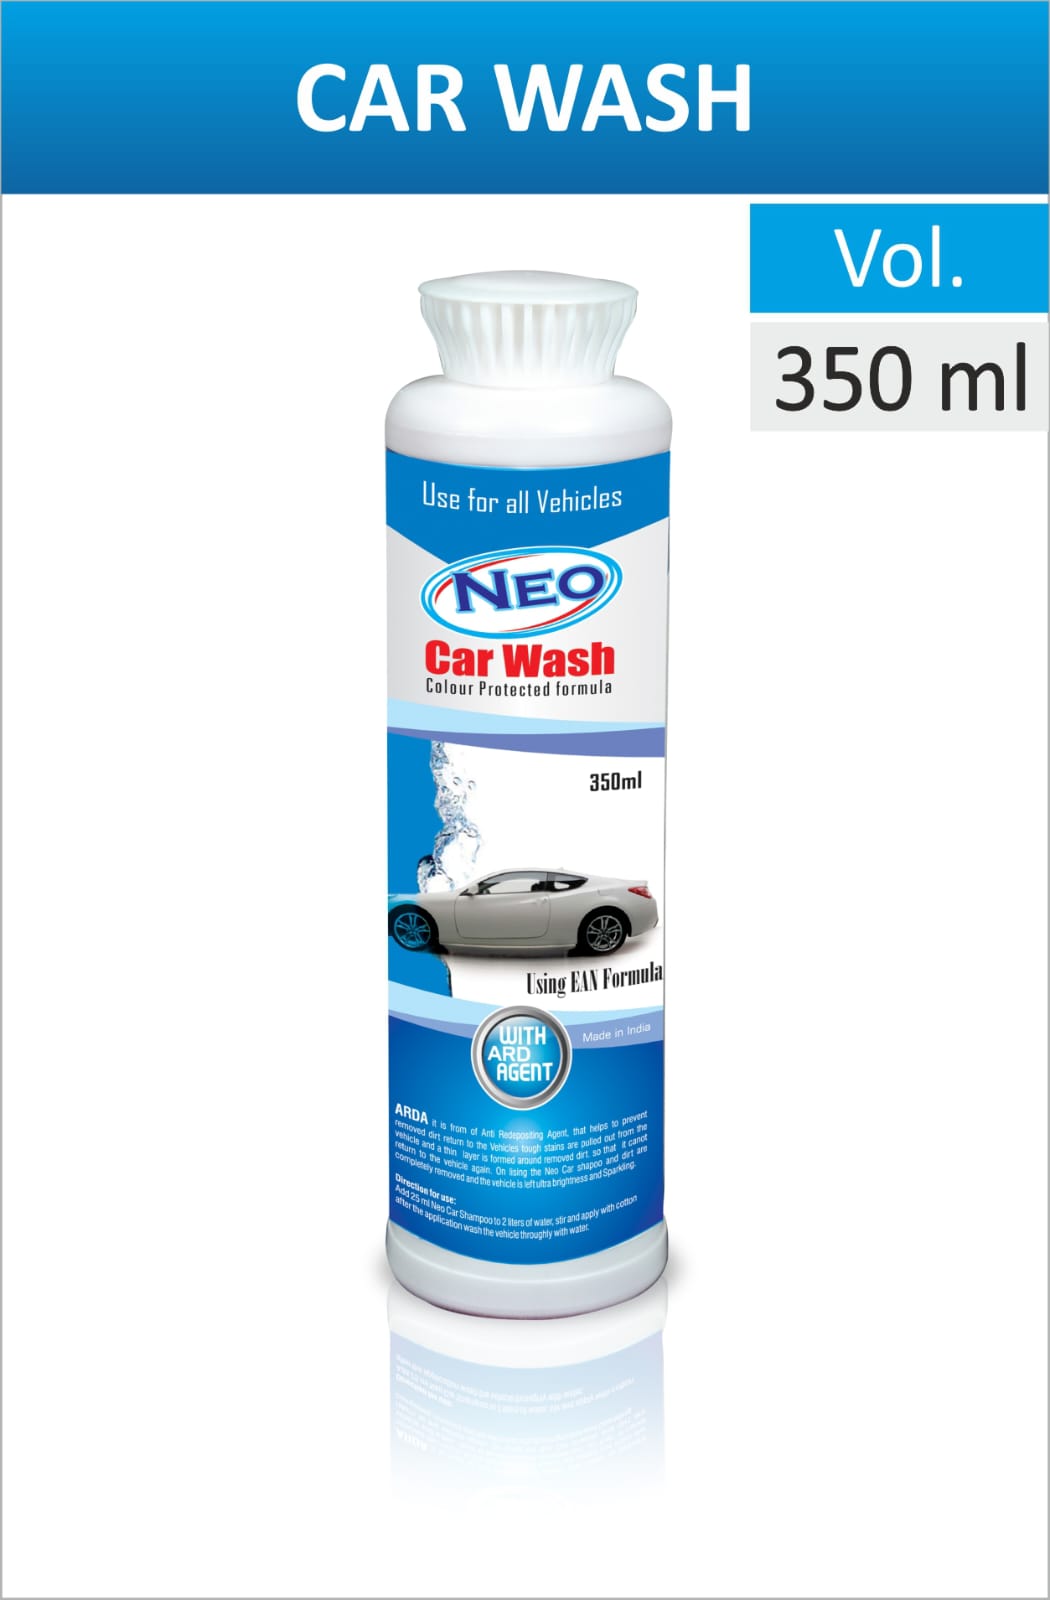 CAR WASH
Vol.
350 ml
Use for all Vehicles
NEO
Car Wash
Colour Protected formula
350ml
Using EAN Formula
Made in India
WITH
ARD
AGENT
ARDA it is from of Anti Redepositing Agent, that helps to prevent
removed dirt return to the Vehicles tough stains are pulled out from the
vehicle and a thin layer is formed around removed dirt. so that it canot
return to the vehicle again. On lising the Neo Car shapoo and dirt are
completely removed and the vehicle is left ultra brightness and Sparkling.
Direction for use:
Add 25 ml Neo Car Shampoo to 2 liters of water, stir and apply with cotton
after the application wash the vehicle throughly with water.